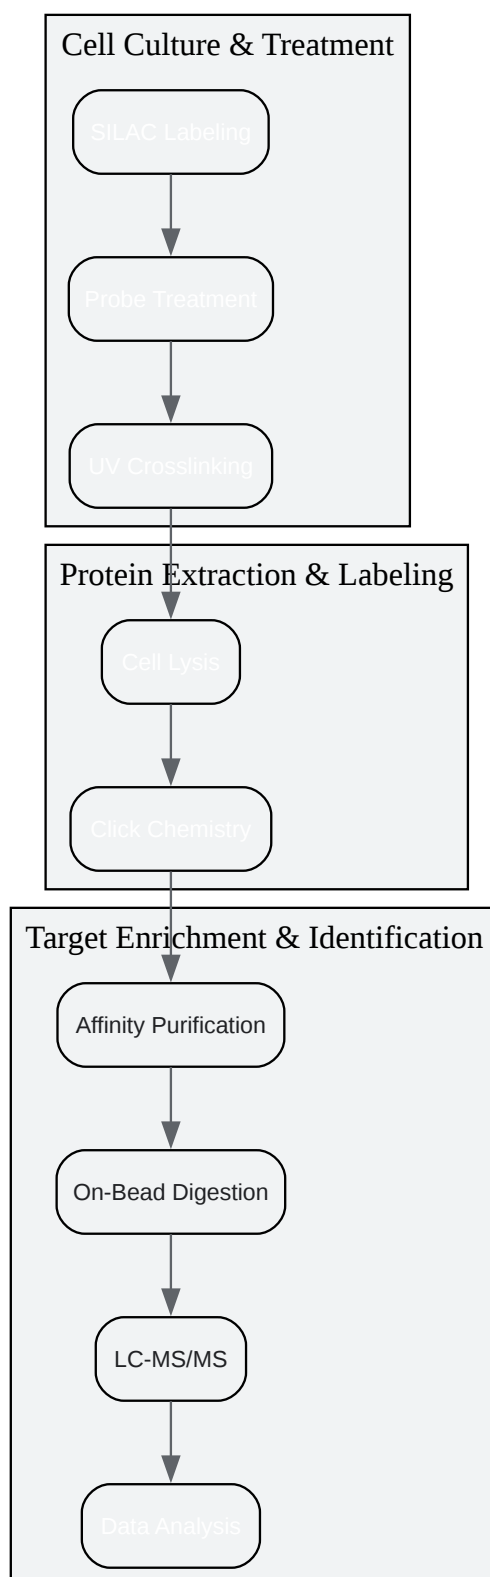 Cell Culture & Treatment
SILAC Labeling
Probe Treatment
UV Crosslinking
Protein Extraction & Labeling
Cell Lysis
Click Chemistry
Target Enrichment & Identification
Affinity Purification
On-Bead Digestion
LC-MS/MS
Data Analysis